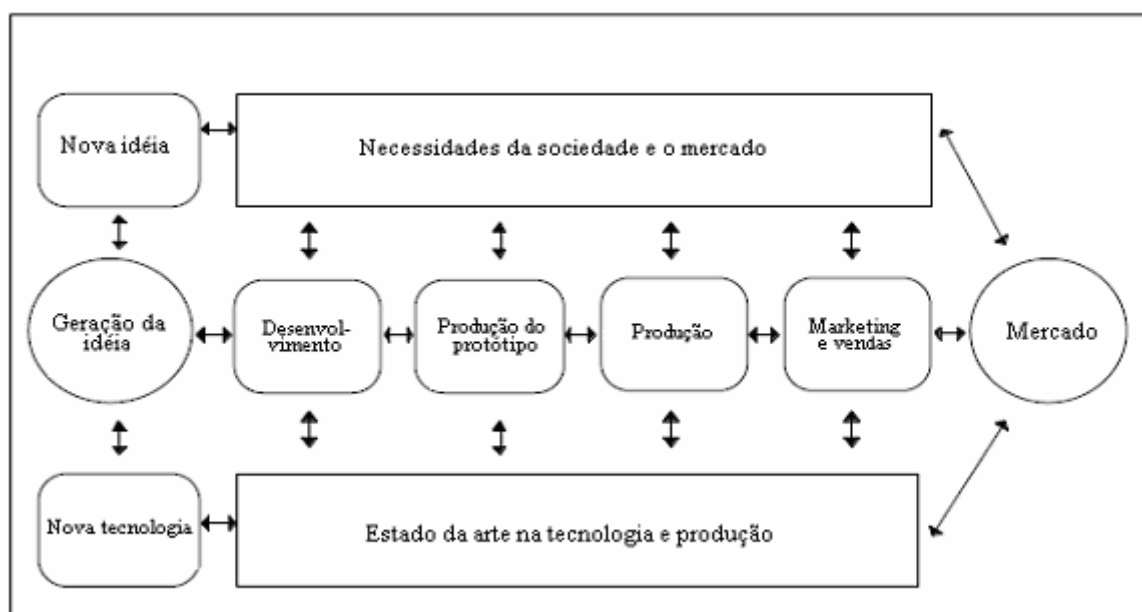 Nova idéia
Necessidades da sociedade e o mercado
Geração da
idéia
Desenvol-
vimento
Produção do
protótipo
Produção
Marketing
e vendas
Mercado
Nova tecnologia
Estado da arte na tecnologia e produção